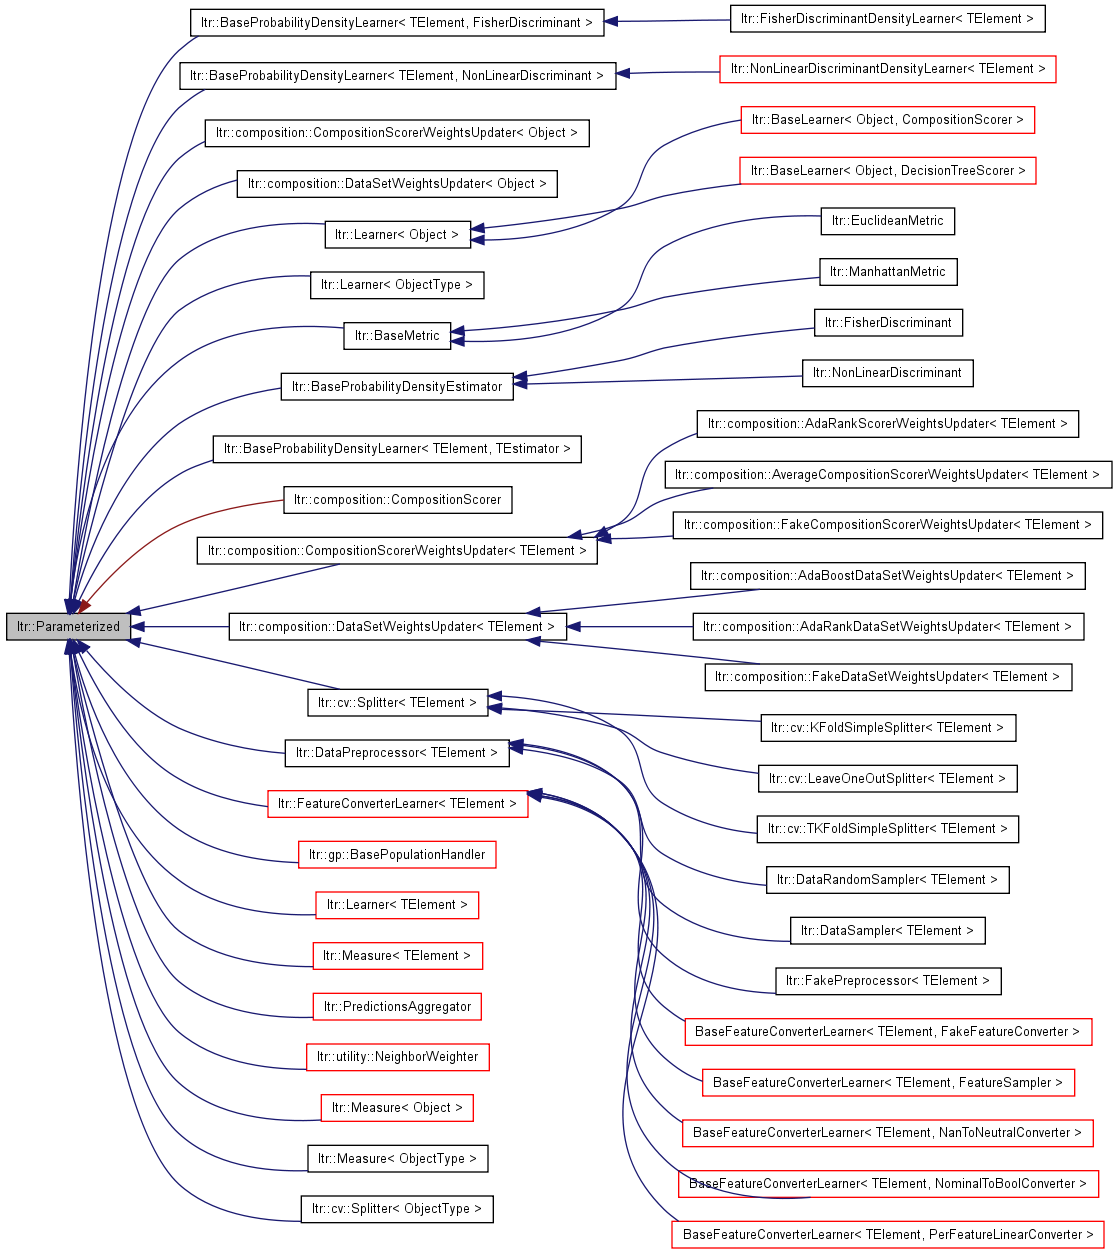 ltr::Parameterized
ltr::BaseProbabilityDensityLearner< TElement, FisherDiscriminant >
ltr::BaseProbabilityDensityLearner< TElement, NonLinearDiscriminant >
ltr::composition::CompositionScorerWeightsUpdater< Object >
ltr::composition::DataSetWeightsUpdater< Object >
ltr::Learner< Object >
ltr::Learner< ObjectType >
ltr::BaseMetric
ltr::BaseProbabilityDensityEstimator
ltr::BaseProbabilityDensityLearner< TElement, TEstimator >
ltr::composition::CompositionScorer
ltr::composition::CompositionScorerWeightsUpdater< TElement >
ltr::composition::DataSetWeightsUpdater< TElement >
ltr::cv::Splitter< TElement >
ltr::DataPreprocessor< TElement >
ltr::FeatureConverterLearner< TElement >
ltr::gp::BasePopulationHandler
ltr::Learner< TElement >
ltr::Measure< TElement >
ltr::PredictionsAggregator
ltr::utility::NeighborWeighter
ltr::Measure< Object >
ltr::Measure< ObjectType >
ltr::cv::Splitter< ObjectType >
ltr::FisherDiscriminantDensityLearner< TElement >
ltr::NonLinearDiscriminantDensityLearner< TElement >
ltr::BaseLearner< Object, CompositionScorer >
ltr::BaseLearner< Object, DecisionTreeScorer >
ltr::EuclideanMetric
ltr::ManhattanMetric
ltr::FisherDiscriminant
ltr::NonLinearDiscriminant
ltr::composition::AdaRankScorerWeightsUpdater< TElement >
ltr::composition::AverageCompositionScorerWeightsUpdater< TElement >
ltr::composition::FakeCompositionScorerWeightsUpdater< TElement >
ltr::composition::AdaBoostDataSetWeightsUpdater< TElement >
ltr::composition::AdaRankDataSetWeightsUpdater< TElement >
ltr::composition::FakeDataSetWeightsUpdater< TElement >
ltr::cv::KFoldSimpleSplitter< TElement >
ltr::cv::LeaveOneOutSplitter< TElement >
ltr::cv::TKFoldSimpleSplitter< TElement >
ltr::DataRandomSampler< TElement >
ltr::DataSampler< TElement >
ltr::FakePreprocessor< TElement >
BaseFeatureConverterLearner< TElement, FakeFeatureConverter >
BaseFeatureConverterLearner< TElement, FeatureSampler >
BaseFeatureConverterLearner< TElement, NanToNeutralConverter >
BaseFeatureConverterLearner< TElement, NominalToBoolConverter >
BaseFeatureConverterLearner< TElement, PerFeatureLinearConverter >